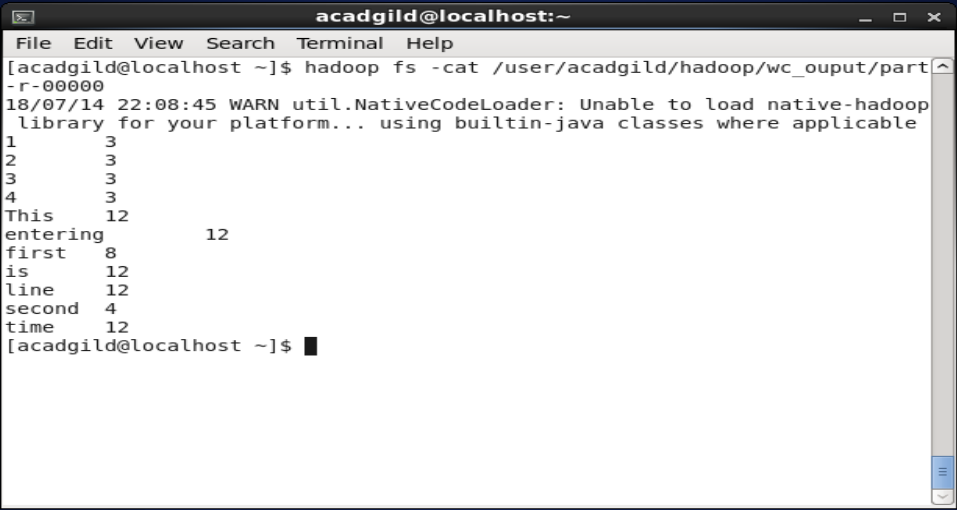 acadgild@localhost:~
File Edit View Search Terminal Help
[acadgild@localhost ~]$ hadoop fs -cat /user/acadgild/hadoop/wc_ouput/part
-r-00000
18/07/14 22:08:45 WARN util.NativeCodeLoader: Unable to load native-hadoop
 library for your platform... using builtin-java classes where applicable
1	3
2	3
3	3
4	3
This	12
entering	12
first	8
is	12
line	12
second	4
time	12
[acadgild@localhost ~]$